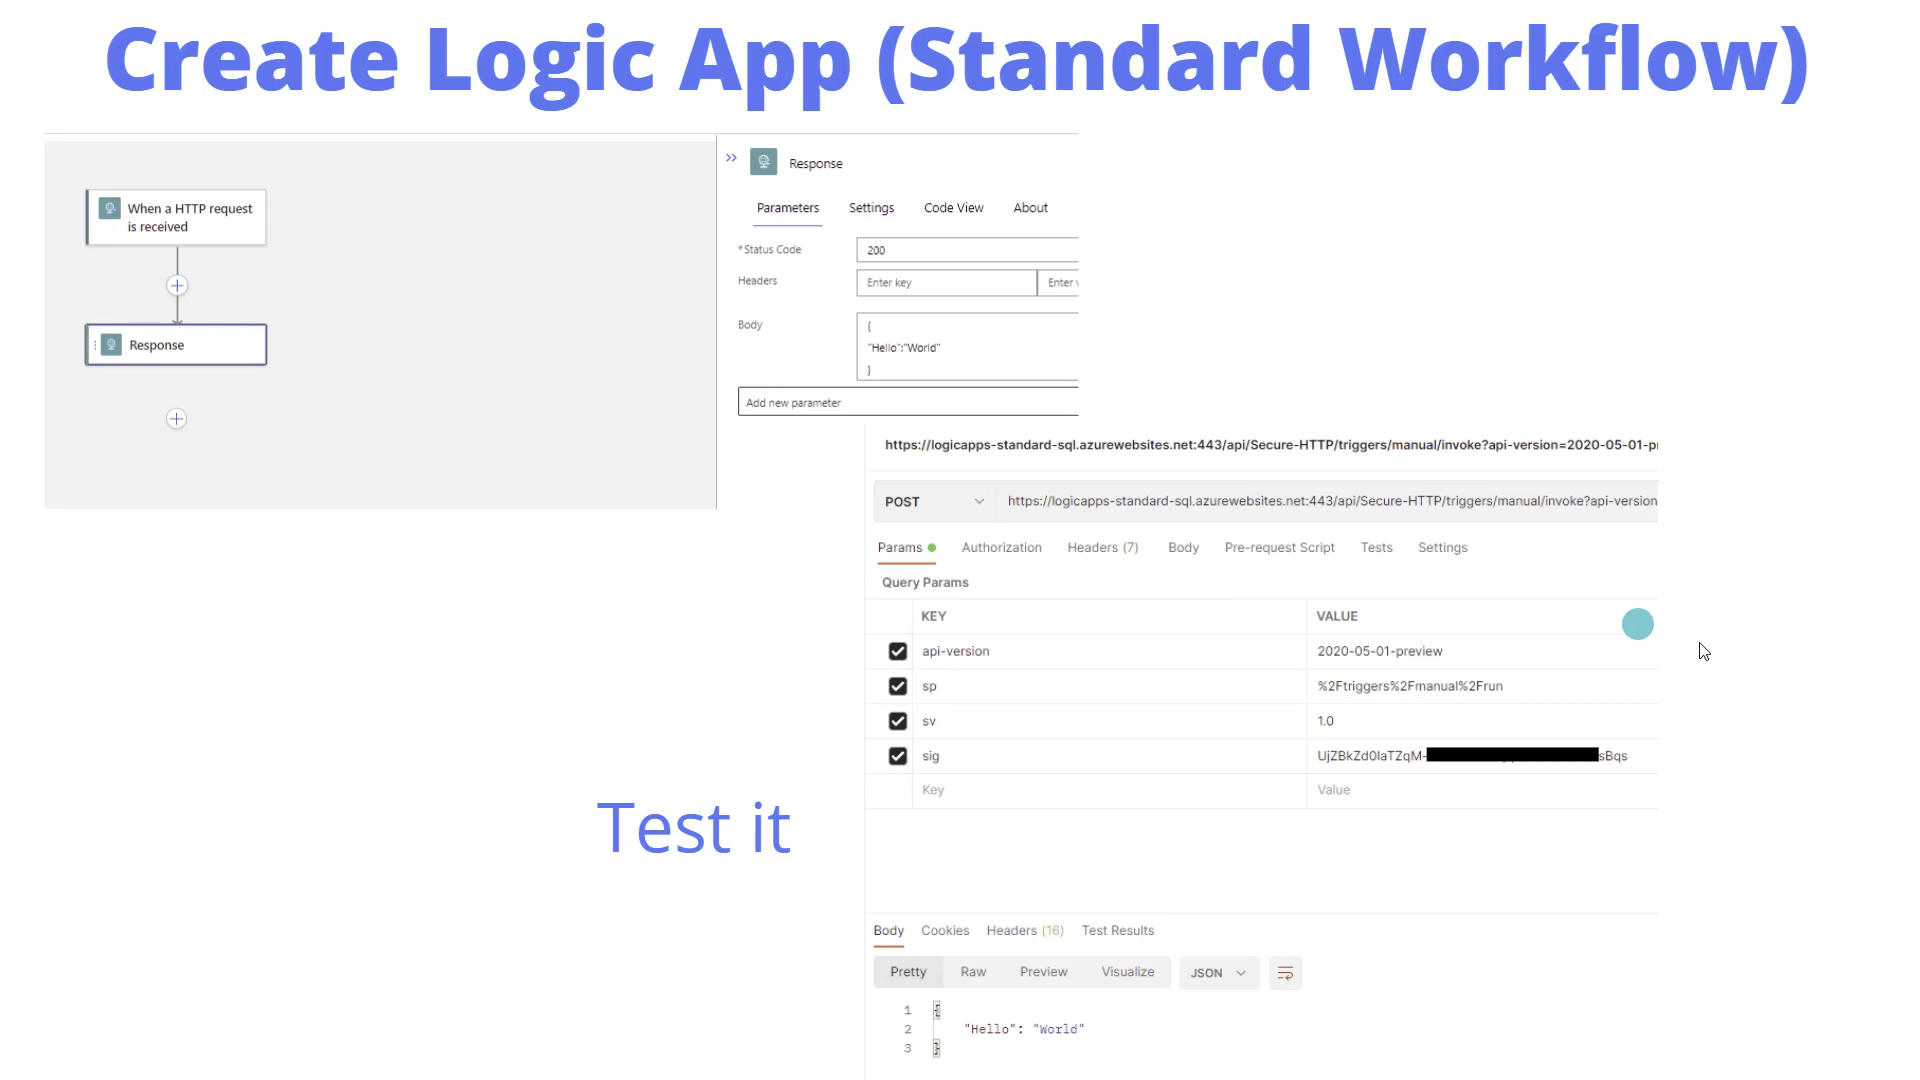 Create Logic App (Standard Workflow)
When a HTTP request
is received
Response
Response
Parameters Settings Code View About
*Status Code 200
Headers Enter key Enter
Body {
"Hello":"World"
}
Add new parameter
https://logicapps-standard-sql.azurewebsites.net:443/api/Secure-HTTP/triggers/manual/invoke?api-version=2020-05-01-p
POST https://logicapps-standard-sql.azurewebsites.net:443/api/Secure-HTTP/triggers/manual/invoke?api-version
Params Authorization Headers (7) Body Pre-request Script Tests Settings
Query Params
KEY VALUE
api-version 2020-05-01-preview
sp %2Ftriggers%2Fmanual%2Frun
sv 1.0
sig UjZBkZd0IaTZqM- sBqs
Key Value
Test it
Body Cookies Headers (16) Test Results
Pretty Raw Preview Visualize JSON
1 {
2 "Hello": "World"
3 }